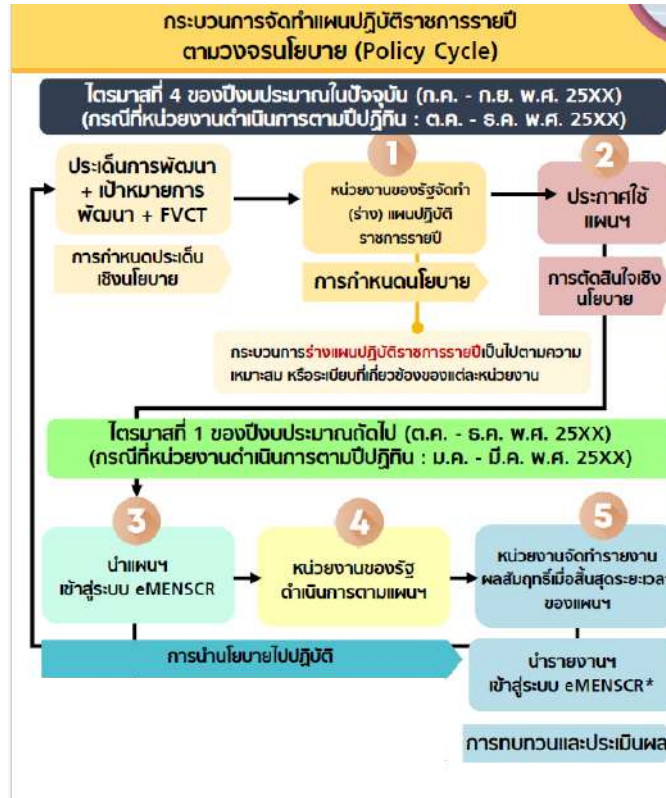 กระบวนการจัดทำแผนปฏิบัติราชการรายปี
ตามวงจรนโยบาย (Policy Cycle)
ไตรมาสที่ 4 ของปีงบประมาณในปัจจุบัน (ก.ค. - ก.ย. พ.ศ. 25XX)
(กรณีที่หน่วยงานดำเนินการตามปีปฏิทิน : ต.ค. - ธ.ค. พ.ศ. 25XX)
ประเด็นการพัฒนา
+ เป้าหมายการ
พัฒนา + FVCT
การกำหนดประเด็น
เชิงนโยบาย
1
หน่วยงานของรัฐจัดทำ
(ร่าง) แผนปฏิบัติ
ราชการรายปี
การกำหนดนโยบาย
2
ประกาศใช้
แผนฯ
การตัดสินใจเชิง
นโยบาย
กระบวนการร่างแผนปฏิบัติราชการรายปีเป็นไปตามความ
เหมาะสม หรือระเบียบที่เกี่ยวข้องของแต่ละหน่วยงาน
ไตรมาสที่ 1 ของปีงบประมาณถัดไป (ต.ค. - ธ.ค. พ.ศ. 25XX)
(กรณีที่หน่วยงานดำเนินการตามปีปฏิทิน : ม.ค. - มี.ค. พ.ศ. 25XX)
3
นำแผนฯ
เข้าสู่ระบบ eMENSCR
4
หน่วยงานของรัฐ
ดำเนินการตามแผนฯ
5
หน่วยงานจัดทำรายงาน
ผลสัมฤทธิ์เมื่อสิ้นสุดระยะเวลา
ของแผนฯ
การนำนโยบายไปปฏิบัติ
นำรายงานฯ
เข้าสู่ระบบ eMENSCR*
การทบทวนและประเมินผล